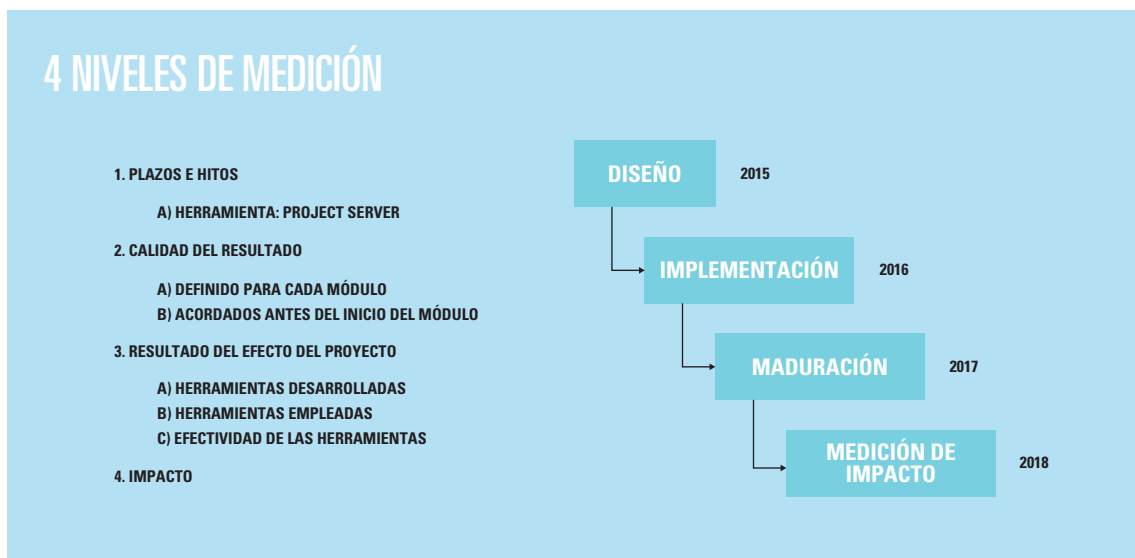 4 NIVELES DE MEDICIÓN
1. PLAZOS E HITOS
A) HERRAMIENTA: PROJECT SERVER
2. CALIDAD DEL RESULTADO
A) DEFINIDO PARA CADA MÓDULO
B) ACORDADOS ANTES DEL INICIO DEL MÓDULO
3. RESULTADO DEL EFECTO DEL PROYECTO
A) HERRAMIENTAS DESARROLLADAS
B) HERRAMIENTAS EMPLEADAS
C) EFECTIVIDAD DE LAS HERRAMIENTAS
4. IMPACTO
DISEÑO 2015
IMPLEMENTACIÓN 2016
MADURACIÓN 2017
MEDICIÓN DE
IMPACTO 2018